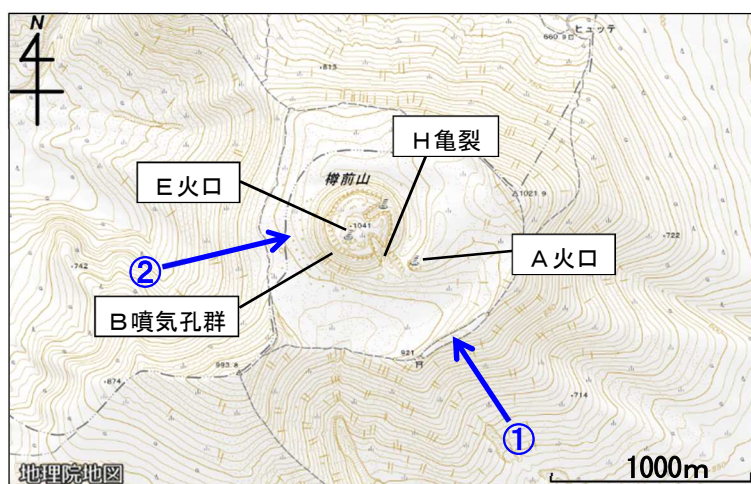 N
ヒュッテ
660.9
・813
H亀裂
E火口
樽前山
1021.9
・1041
・722
・742
②
A火口
B噴気孔群
921
993.8
・874
・714
①
地理院地図
1000m